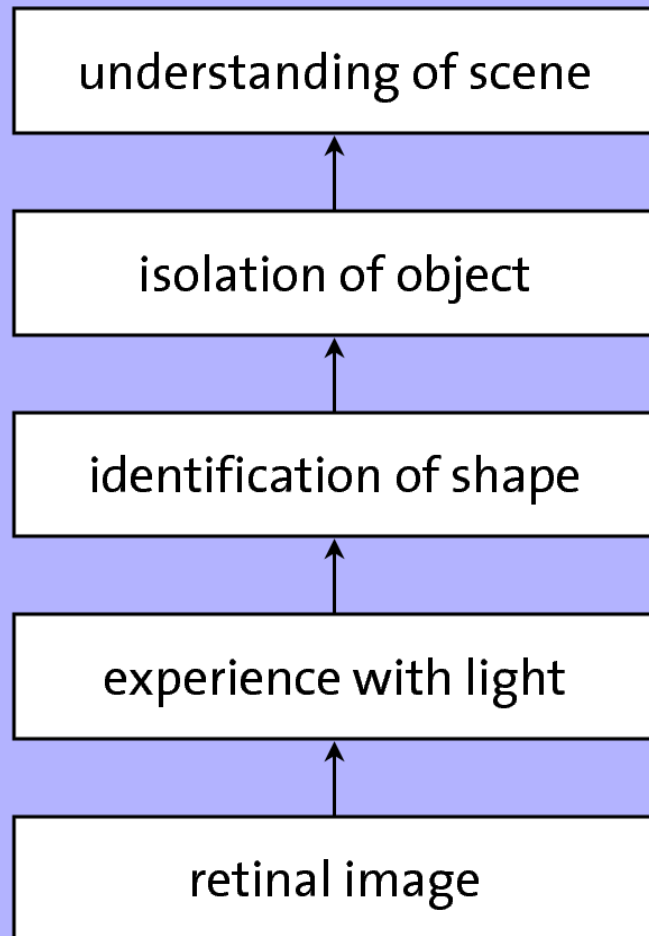 understanding of scene
isolation of object
identification of shape
experience with light
retinal image